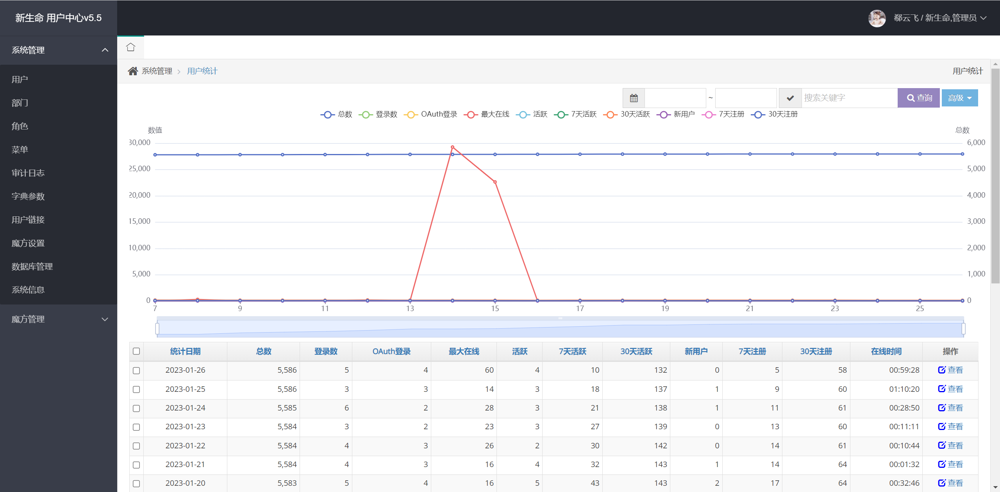 新生命 用户中心v5.5
郗云飞 / 新生命,管理员
系统管理
用户
部门
角色
菜单
审计日志
字典参数
用户链接
魔方设置
数据库管理
系统信息
魔方管理
系统管理 用户统计 用户统计
~ 搜索关键字 查询 高级
总数 登录数 OAuth登录 最大在线 活跃 7天活跃 30天活跃 新用户 7天注册 30天注册
数值 总数
30,000 6,000
25,000 5,000
20,000 4,000
15,000 3,000
10,000 2,000
5,000 1,000
0 0
7 9 11 13 15 17 19 21 23 25
统计日期 总数 登录数 OAuth登录 最大在线 活跃 7天活跃 30天活跃 新用户 7天注册 30天注册 在线时间 操作
2023-01-26 5,586 5 4 60 4 10 132 0 5 58 00:59:28 查看
2023-01-25 5,586 3 3 14 3 18 137 1 9 60 01:10:20 查看
2023-01-24 5,585 6 2 28 3 21 138 1 11 61 00:28:50 查看
2023-01-23 5,584 3 2 23 3 27 139 0 13 60 00:11:11 查看
2023-01-22 5,584 4 3 26 2 30 142 0 14 61 00:10:44 查看
2023-01-21 5,584 4 3 16 4 32 143 1 14 64 00:01:32 查看
2023-01-20 5,583 5 4 16 5 43 143 2 17 64 00:32:46 查看